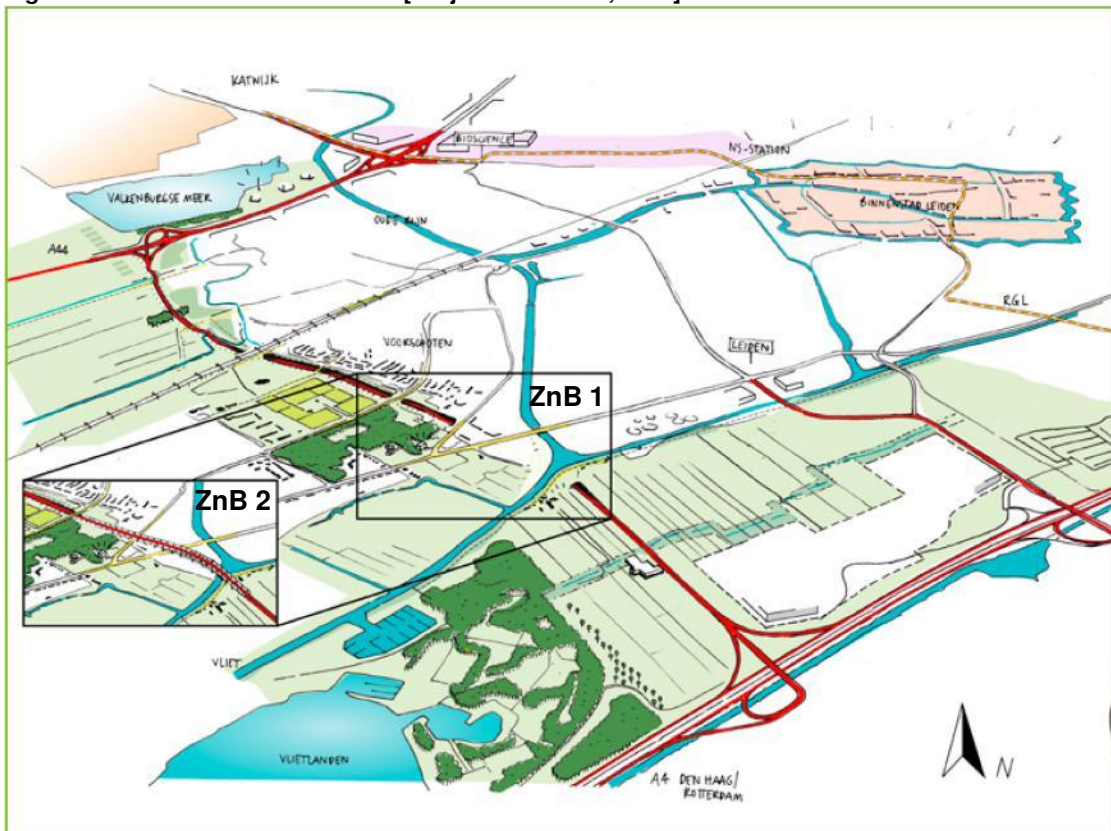 KATWIJK
BIOSCIENCE
NS-STATION
VALKENBURGSE MEER
BINNENSTAD LEIDEN
OUDE RIJN
A44
RGL
VOORSCHOTEN
LEIDEN
ZnB 1
ZnB 2
VLIET
VLIETLANDEN
A4 DEN HAAG/
ROTTERDAM
N